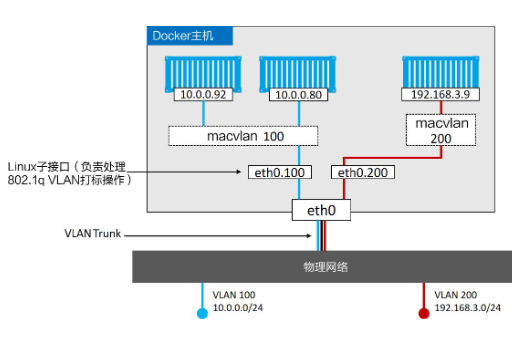 Docker主机
10.0.0.92
10.0.0.80
192.168.3.9
macvlan 100
macvlan
200
Linux子接口（负责处理
802.1q VLAN打标操作）
eth0.100
eth0.200
eth0
VLAN Trunk
物理网络
VLAN 100
10.0.0.0/24
VLAN 200
192.168.3.0/24